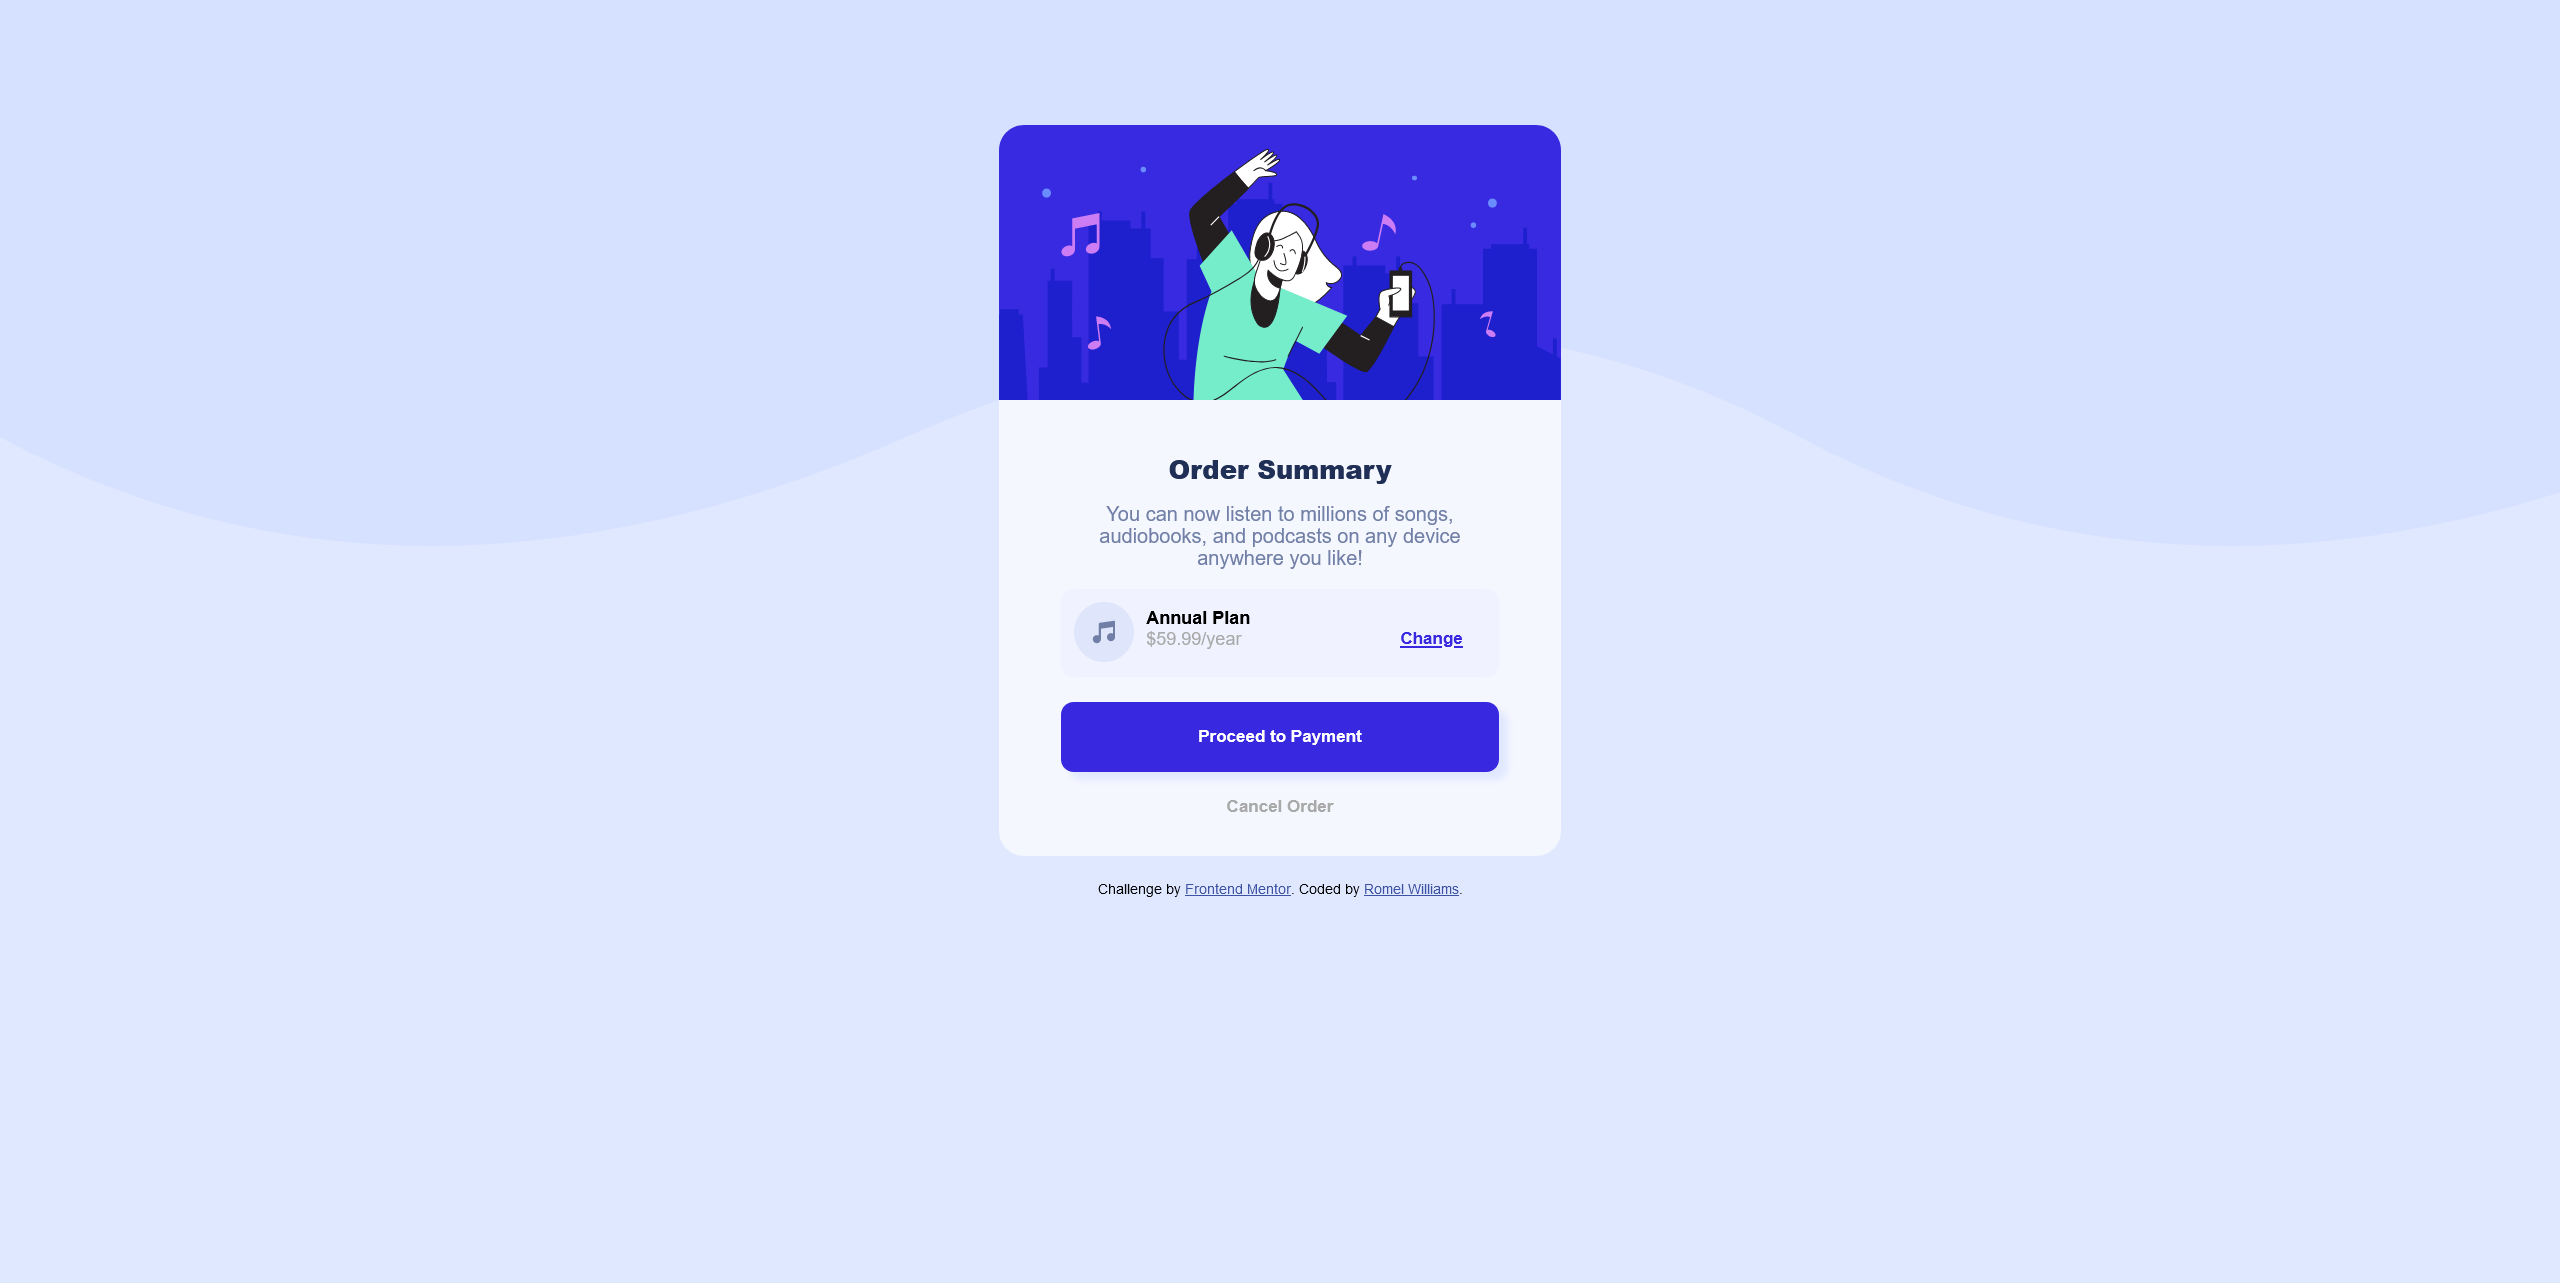 Order Summary
You can now listen to millions of songs,
audiobooks, and podcasts on any device
anywhere you like!
Annual Plan
$59.99/year
Change
Proceed to Payment
Cancel Order
Challenge by Frontend Mentor. Coded by Romel Williams.